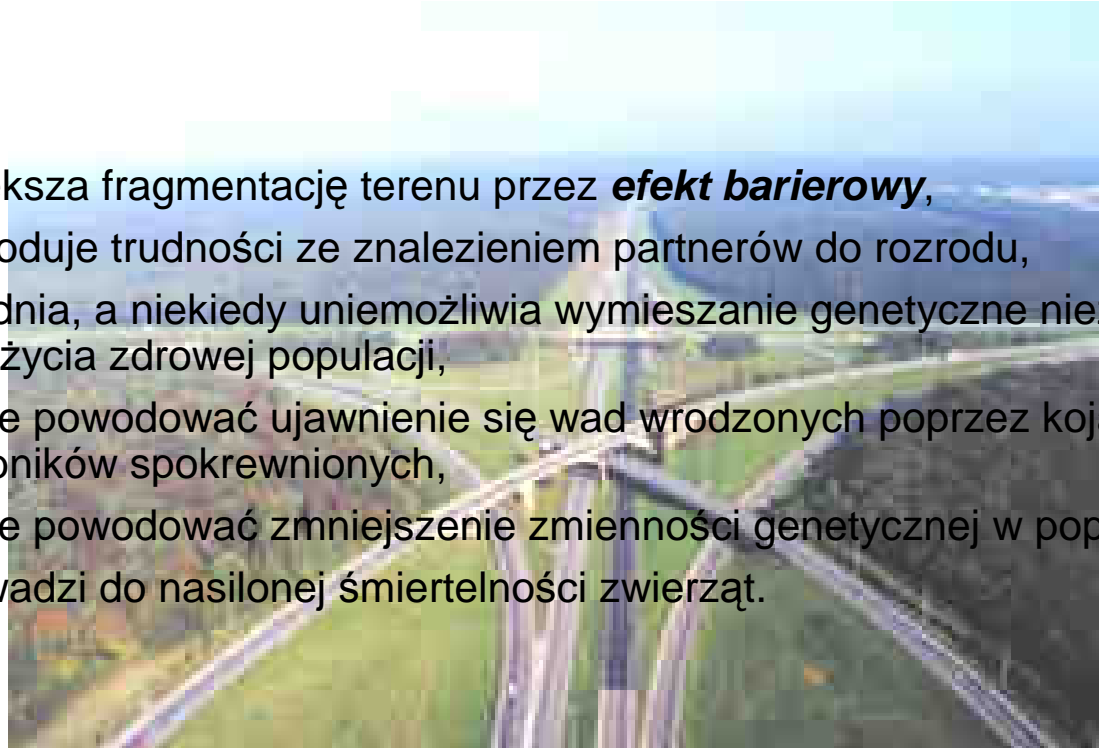 ksza fragmentację terenu przez efekt barierowy,
oduje trudności ze znalezieniem partnerów do rozrodu,
dnia, a niekiedy uniemożliwia wymieszanie genetyczne nie
życia zdrowej populacji,
e powodować ujawnienie się wad wrodzonych poprzez koj
ników spokrewnionych,
e powodować zmniejszenie zmienności genetycznej w pop
wadzi do nasilonej śmiertelności zwierząt.